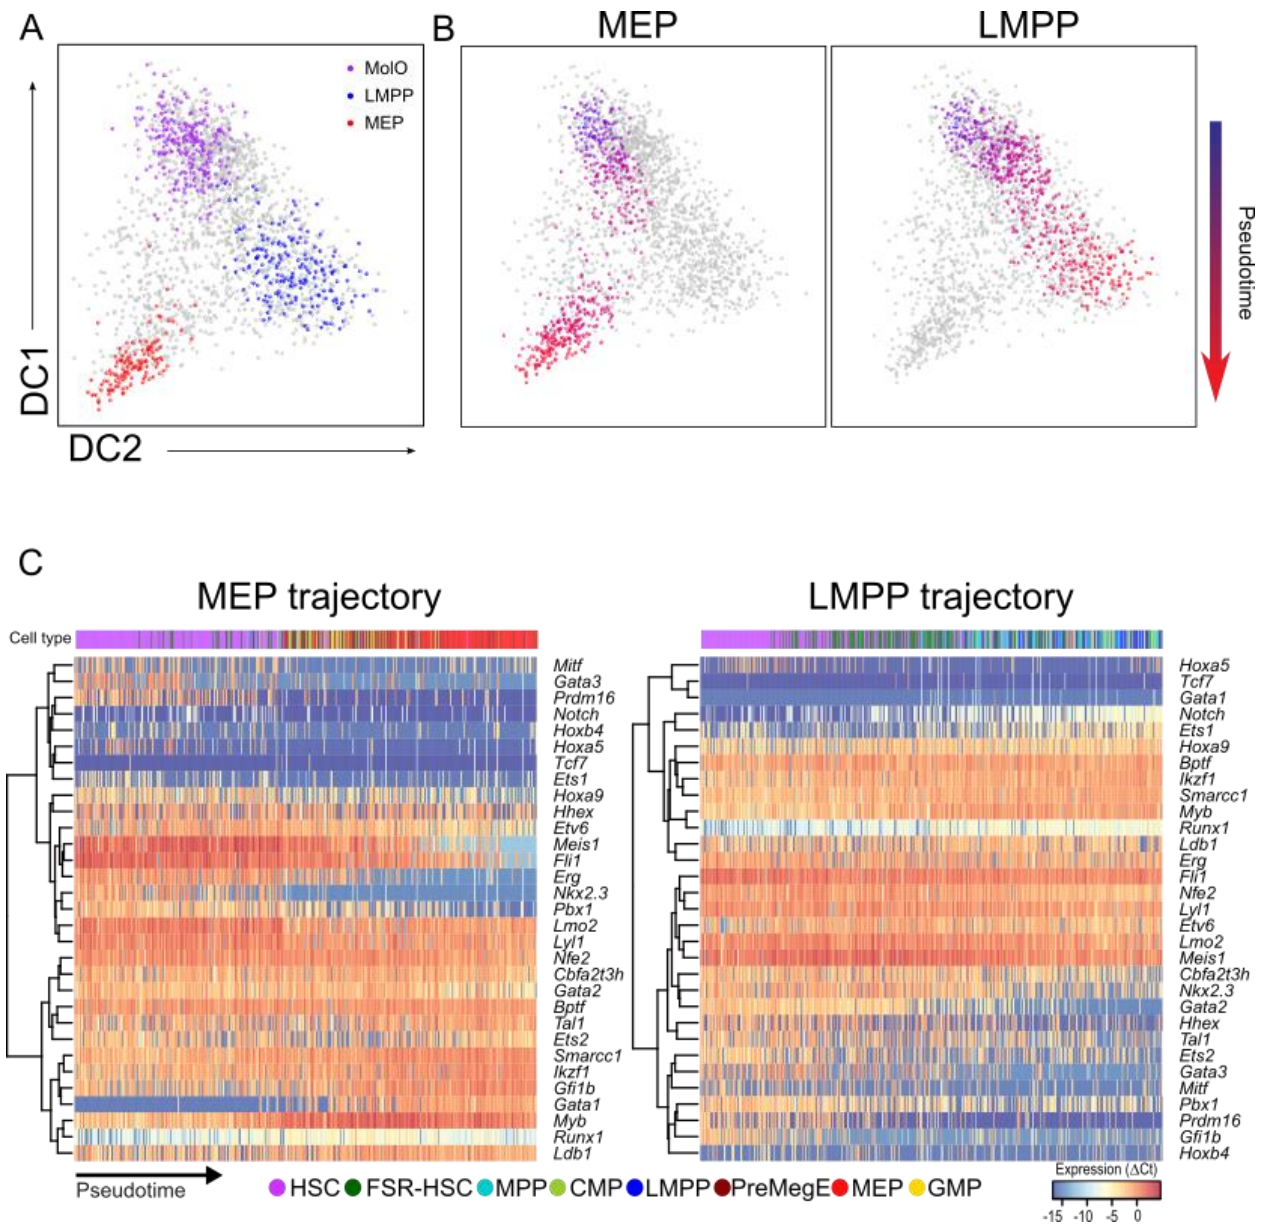 A
B
MEP
LMPP
MolO
LMPP
MEP
DC1
DC2
Pseudotime
C
MEP trajectory
LMPP trajectory
Cell type
Mitf
Gata3
Prdm16
Notch
Hoxb4
Hoxa5
Tcf7
Ets1
Hoxa9
Hhex
Etv6
Meis1
Fli1
Erg
Nkx2.3
Pbx1
Lmo2
Lyl1
Nfe2
Cbfa2t3h
Gata2
Bptf
Tal1
Ets2
Smarcc1
Ikzf1
Gfi1b
Gata1
Myb
Runx1
Ldb1
Hoxa5
Tcf7
Gata1
Notch
Ets1
Hoxa9
Bptf
Ikzf1
Smarcc1
Myb
Runx1
Ldb1
Erg
Fli1
Nfe2
Lyl1
Etv6
Lmo2
Meis1
Cbfa2t3h
Nkx2.3
Gata2
Hhex
Tal1
Ets2
Gata3
Mitf
Pbx1
Prdm16
Gfi1b
Hoxb4
Pseudotime
HSC FSR-HSC MPP CMP LMPP PreMegE MEP GMP
Expression (ΔCt)
-15 -10 -5 0